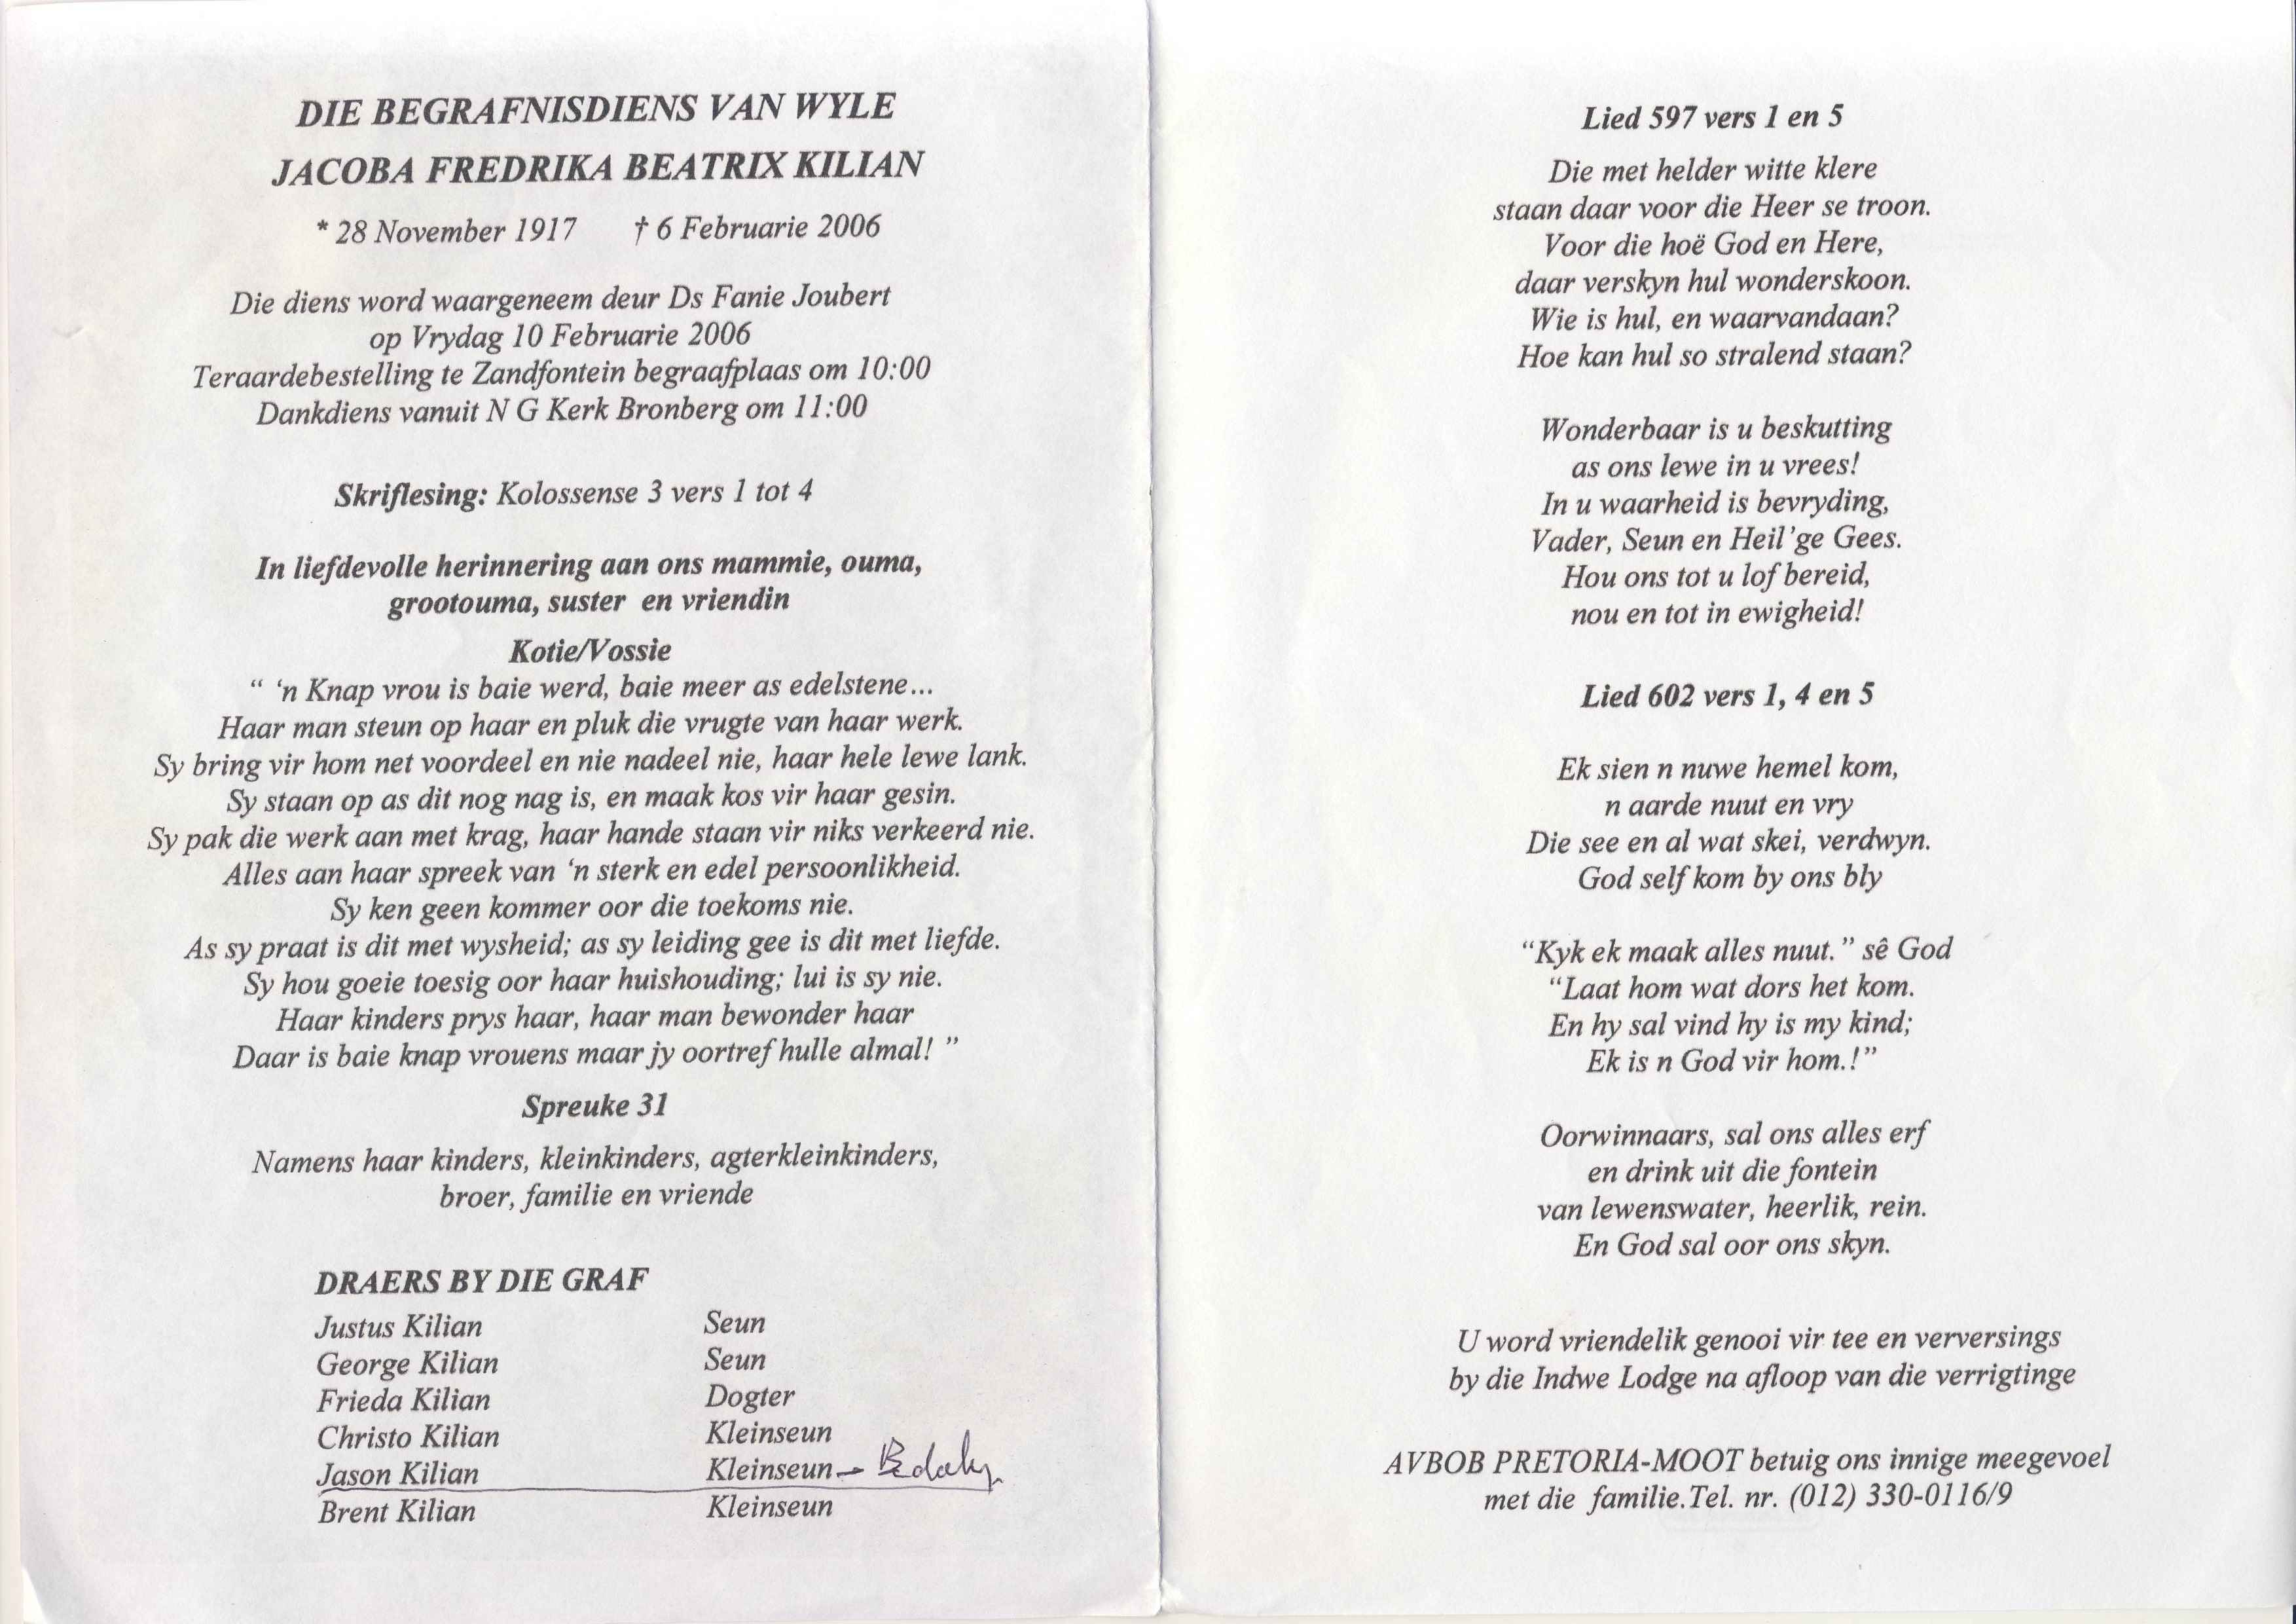 DIE BEGRAFNISDIENS VAN WYLE
JACOBA FREDRIKA BEATRIX KILIAN
* 28 November 1917 † 6 Februarie 2006
Die diens word waargeneem deur Ds Fanie Joubert
op Vrydag 10 Februarie 2006
Teraardebestelling te Zandfontein begraafplaas om 10:00
Dankdiens vanuit N G Kerk Bronberg om 11:00
Skriflesing: Kolossense 3 vers 1 tot 4
In liefdevolle herinnering aan ons mammie, ouma,
grootouma, suster en vriendin
Kotie/Vossie
“ ‘n Knap vrou is baie werd, baie meer as edelstene…
Haar man steun op haar en pluk die vrugte van haar werk.
Sy bring vir hom net voordeel en nie nadeel nie, haar hele lewe lank.
Sy staan op as dit nog nag is, en maak kos vir haar gesin.
Sy pak die werk aan met krag, haar hande staan vir niks verkeerd nie.
Alles aan haar spreek van ‘n sterk en edel persoonlikheid.
Sy ken geen kommer oor die toekoms nie.
As sy praat is dit met wysheid; as sy leiding gee is dit met liefde.
Sy hou goeie toesig oor haar huishouding; lui is sy nie.
Haar kinders prys haar, haar man bewonder haar
Daar is baie knap vrouens maar jy oortref hulle almal! ”
Spreuke 31
Namens haar kinders, kleinkinders, agterkleinkinders,
broer, familie en vriende
DRAERS BY DIE GRAF
Justus Kilian Seun
George Kilian Seun
Frieda Kilian Dogter
Christo Kilian Kleinseun
Jason Kilian Kleinseun –
Brent Kilian Kleinseun
Lied 597 vers 1 en 5
Die met helder witte klere
staan daar voor die Heer se troon.
Voor die hoë God en Here,
daar verskyn hul wonderskoon.
Wie is hul, en waarvandaan?
Hoe kan hul so stralend staan?
Wonderbaar is u beskutting
as ons lewe in u vrees!
In u waarheid is bevryding,
Vader, Seun en Heil’ge Gees.
Hou ons tot u lof bereid,
nou en tot in ewigheid!
Lied 602 vers 1, 4 en 5
Ek sien n nuwe hemel kom,
n aarde nuut en vry
Die see en al wat skei, verdwyn.
God self kom by ons bly
“Kyk ek maak alles nuut.” sê God
“Laat hom wat dors het kom.
En hy sal vind hy is my kind;
Ek is n God vir hom.!”
Oorwinnaars, sal ons alles erf
en drink uit die fontein
van lewenswater, heerlik, rein.
En God sal oor ons skyn.
U word vriendelik genooi vir tee en verversings
by die Indwe Lodge na afloop van die verrigtinge
AVBOB PRETORIA-MOOT betuig ons innige meegevoel
met die familie.Tel. nr. (012) 330-0116/9